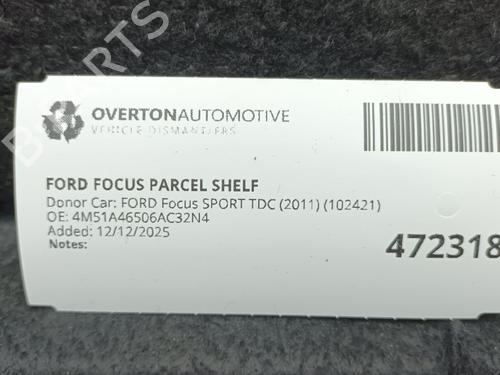 OVERTONAUTOMOTIVE
VEHICLE DISMANTLERS
FORD FOCUS PARCEL SHELF
Donor Car: FORD Focus SPORT TDC (2011) (102421)
OE: 4M51A46506AC32N4
Added: 12/12/2025
Notes:
472318